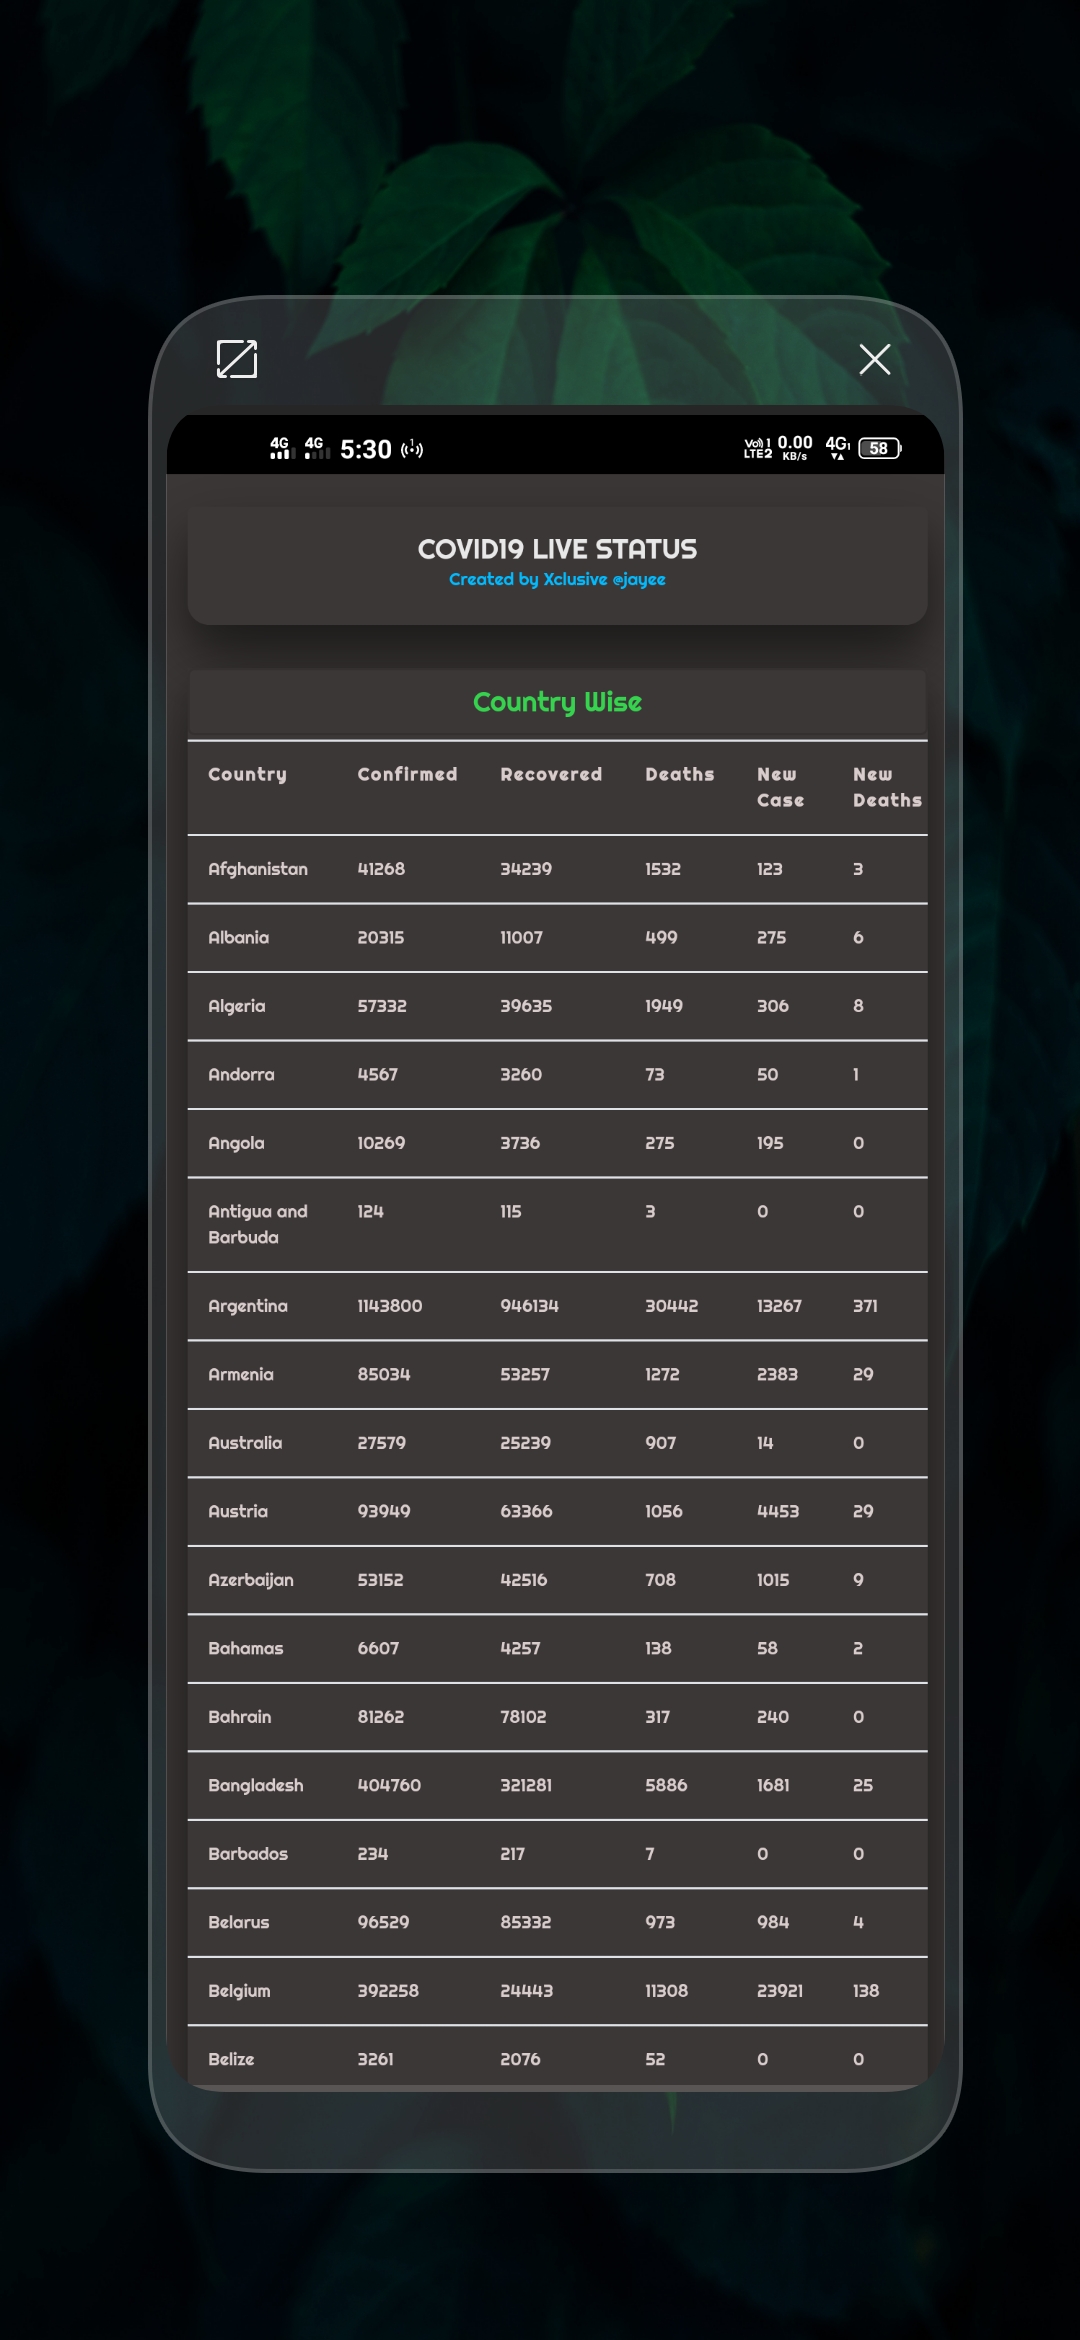 4G 4G 5:30 1 Vo) 1 LTE2 0.00 KB/s 4G 58
COVID19 LIVE STATUS
Created by Xclusive @jayee
Country Wise
Country Confirmed Recovered Deaths New Case New Deaths
Afghanistan 41268 34239 1532 123 3
Albania 20315 11007 499 275 6
Algeria 57332 39635 1949 306 8
Andorra 4567 3260 73 50 1
Angola 10269 3736 275 195 0
Antigua and Barbuda 124 115 3 0 0
Argentina 1143800 946134 30442 13267 371
Armenia 85034 53257 1272 2383 29
Australia 27579 25239 907 14 0
Austria 93949 63366 1056 4453 29
Azerbaijan 53152 42516 708 1015 9
Bahamas 6607 4257 138 58 2
Bahrain 81262 78102 317 240 0
Bangladesh 404760 321281 5886 1681 25
Barbados 234 217 7 0 0
Belarus 96529 85332 973 984 4
Belgium 392258 24443 11308 23921 138
Belize 3261 2076 52 0 0